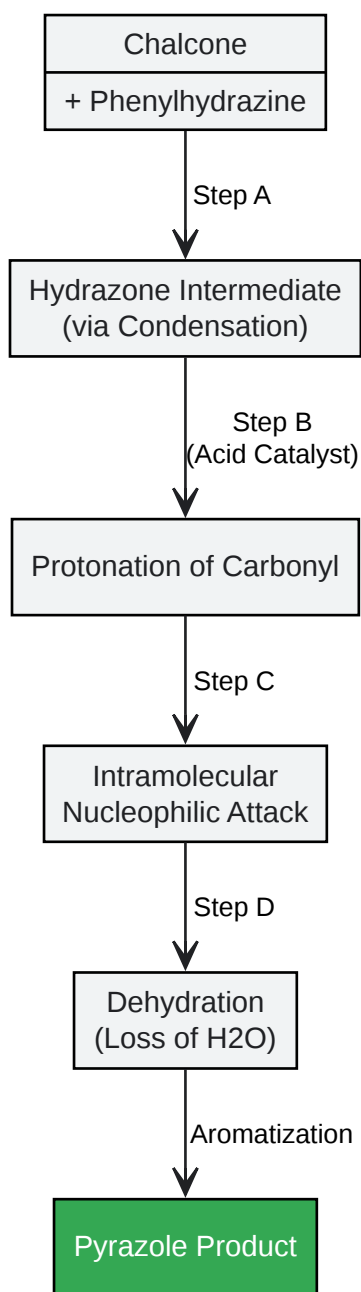 Chalcone
+ Phenylhydrazine
Step A
Hydrazone Intermediate
(via Condensation)
Step B
(Acid Catalyst)
Protonation of Carbonyl
Step C
Intramolecular
Nucleophilic Attack
Step D
Dehydration
(Loss of H2O)
Aromatization
Pyrazole Product